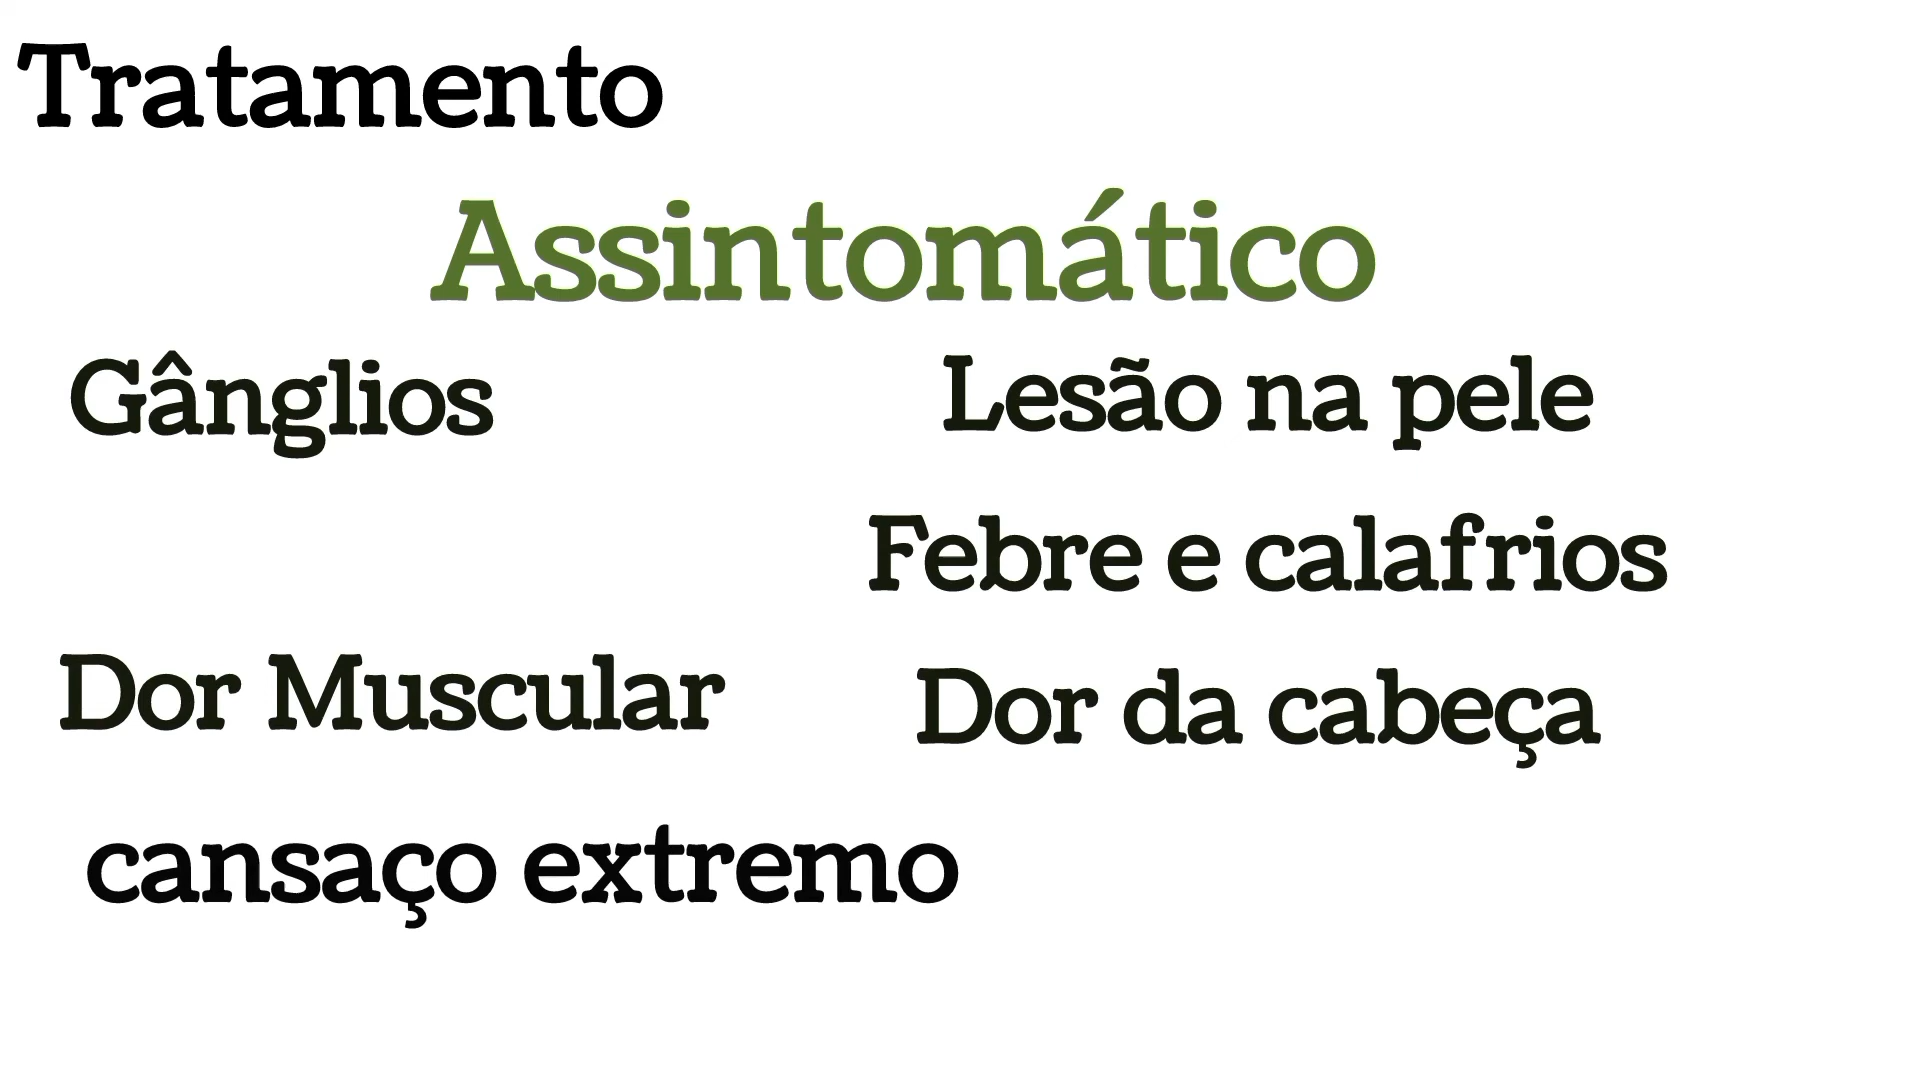 Tratamento
Assintomático
Gânglios
Lesão na pele
Febre e calafrios
Dor Muscular
Dor da cabeça
cansaço extremo